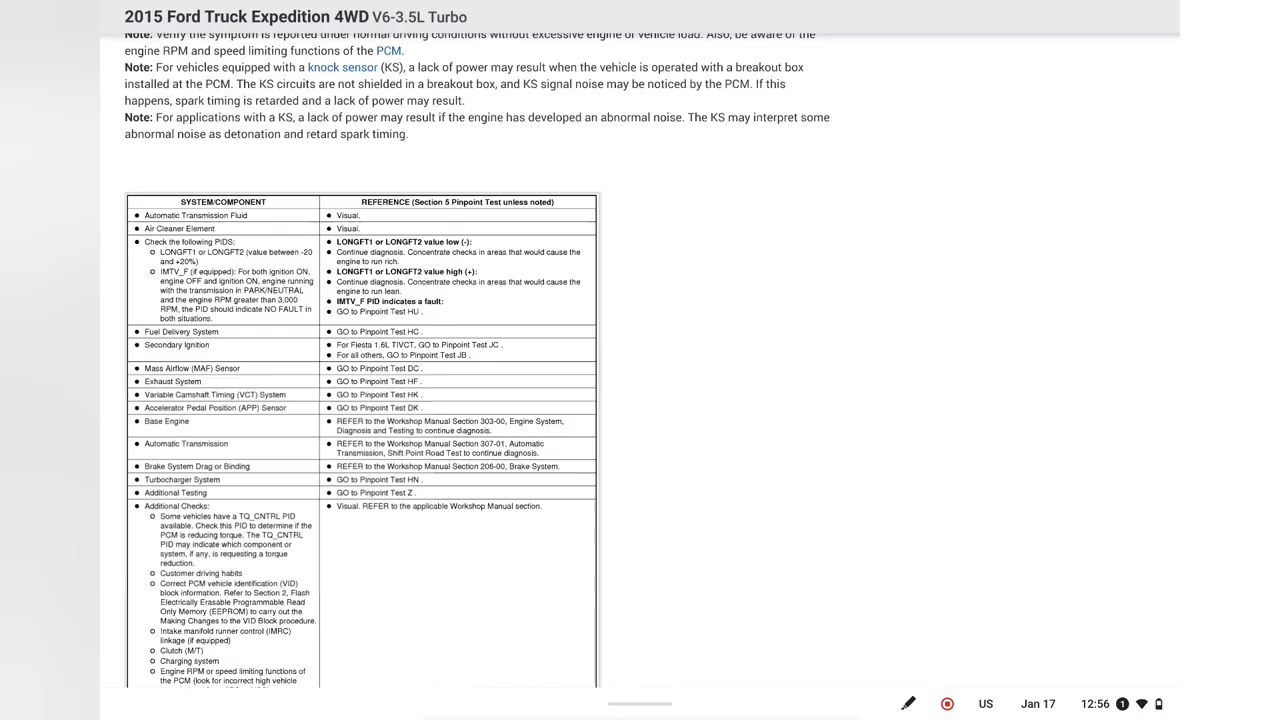 2015 Ford Truck Expedition 4WD V6-3.5L Turbo
Note: Verify the symptom is reported under normal driving conditions without excessive engine or vehicle load. Also, be aware of the
engine RPM and speed limiting functions of the PCM.
Note: For vehicles equipped with a knock sensor (KS), a lack of power may result when the vehicle is operated with a breakout box
installed at the PCM. The KS circuits are not shielded in a breakout box, and KS signal noise may be noticed by the PCM. If this
happens, spark timing is retarded and a lack of power may result.
Note: For applications with a KS, a lack of power may result if the engine has developed an abnormal noise. The KS may interpret some
abnormal noise as detonation and retard spark timing.
SYSTEM/COMPONENT
REFERENCE (Section 5 Pinpoint Test unless noted)
● Automatic Transmission Fluid
● Visual.
● Air Cleaner Element
● Visual.
● Check the following PIDS:
○ LONGFT1 or LONGFT2 (value between -20
and +20%)
○ IMTV_F (if equipped): For both ignition ON,
engine OFF and ignition ON, engine running
with the transmission in PARK/NEUTRAL
and the engine RPM greater than 3,000
RPM, the PID should indicate NO FAULT in
both situations.
● LONGFT1 or LONGFT2 value low (-):
● Continue diagnosis. Concentrate checks in areas that would cause the
engine to run rich.
● LONGFT1 or LONGFT2 value high (+):
● Continue diagnosis. Concentrate checks in areas that would cause the
engine to run lean.
● IMTV_F PID indicates a fault:
● GO to Pinpoint Test HU .
● Fuel Delivery System
● GO to Pinpoint Test HC .
● Secondary Ignition
● For Fiesta 1.6L TIVCT, GO to Pinpoint Test JC .
● For all others, GO to Pinpoint Test JB .
● Mass Airflow (MAF) Sensor
● GO to Pinpoint Test DC .
● Exhaust System
● GO to Pinpoint Test HF .
● Variable Camshaft Timing (VCT) System
● GO to Pinpoint Test HK .
● Accelerator Pedal Position (APP) Sensor
● GO to Pinpoint Test DK .
● Base Engine
● REFER to the Workshop Manual Section 303-00, Engine System,
Diagnosis and Testing to continue diagnosis.
● Automatic Transmission
● REFER to the Workshop Manual Section 307-01, Automatic
Transmission, Shift Point Road Test to continue diagnosis.
● Brake System Drag or Binding
● REFER to the Workshop Manual Section 206-00, Brake System.
● Turbocharger System
● GO to Pinpoint Test HN .
● Additional Testing
● GO to Pinpoint Test Z .
● Additional Checks:
○ Some vehicles have a TQ_CNTRL PID
available. Check this PID to determine if the
PCM is reducing torque. The TQ_CNTRL
PID may indicate which component or
system, if any, is requesting a torque
reduction.
○ Customer driving habits
○ Correct PCM vehicle identification (VID)
block information. Refer to Section 2, Flash
Electrically Erasable Programmable Read
Only Memory (EEPROM) to carry out the
Making Changes to the VID Block procedure.
○ Intake manifold runner control (IMRC)
linkage (if equipped)
○ Clutch (M/T)
○ Charging system
○ Engine RPM or speed limiting functions of
the PCM (look for incorrect high vehicle
● Visual. REFER to the applicable Workshop Manual section.
US Jan 17 12:56 1